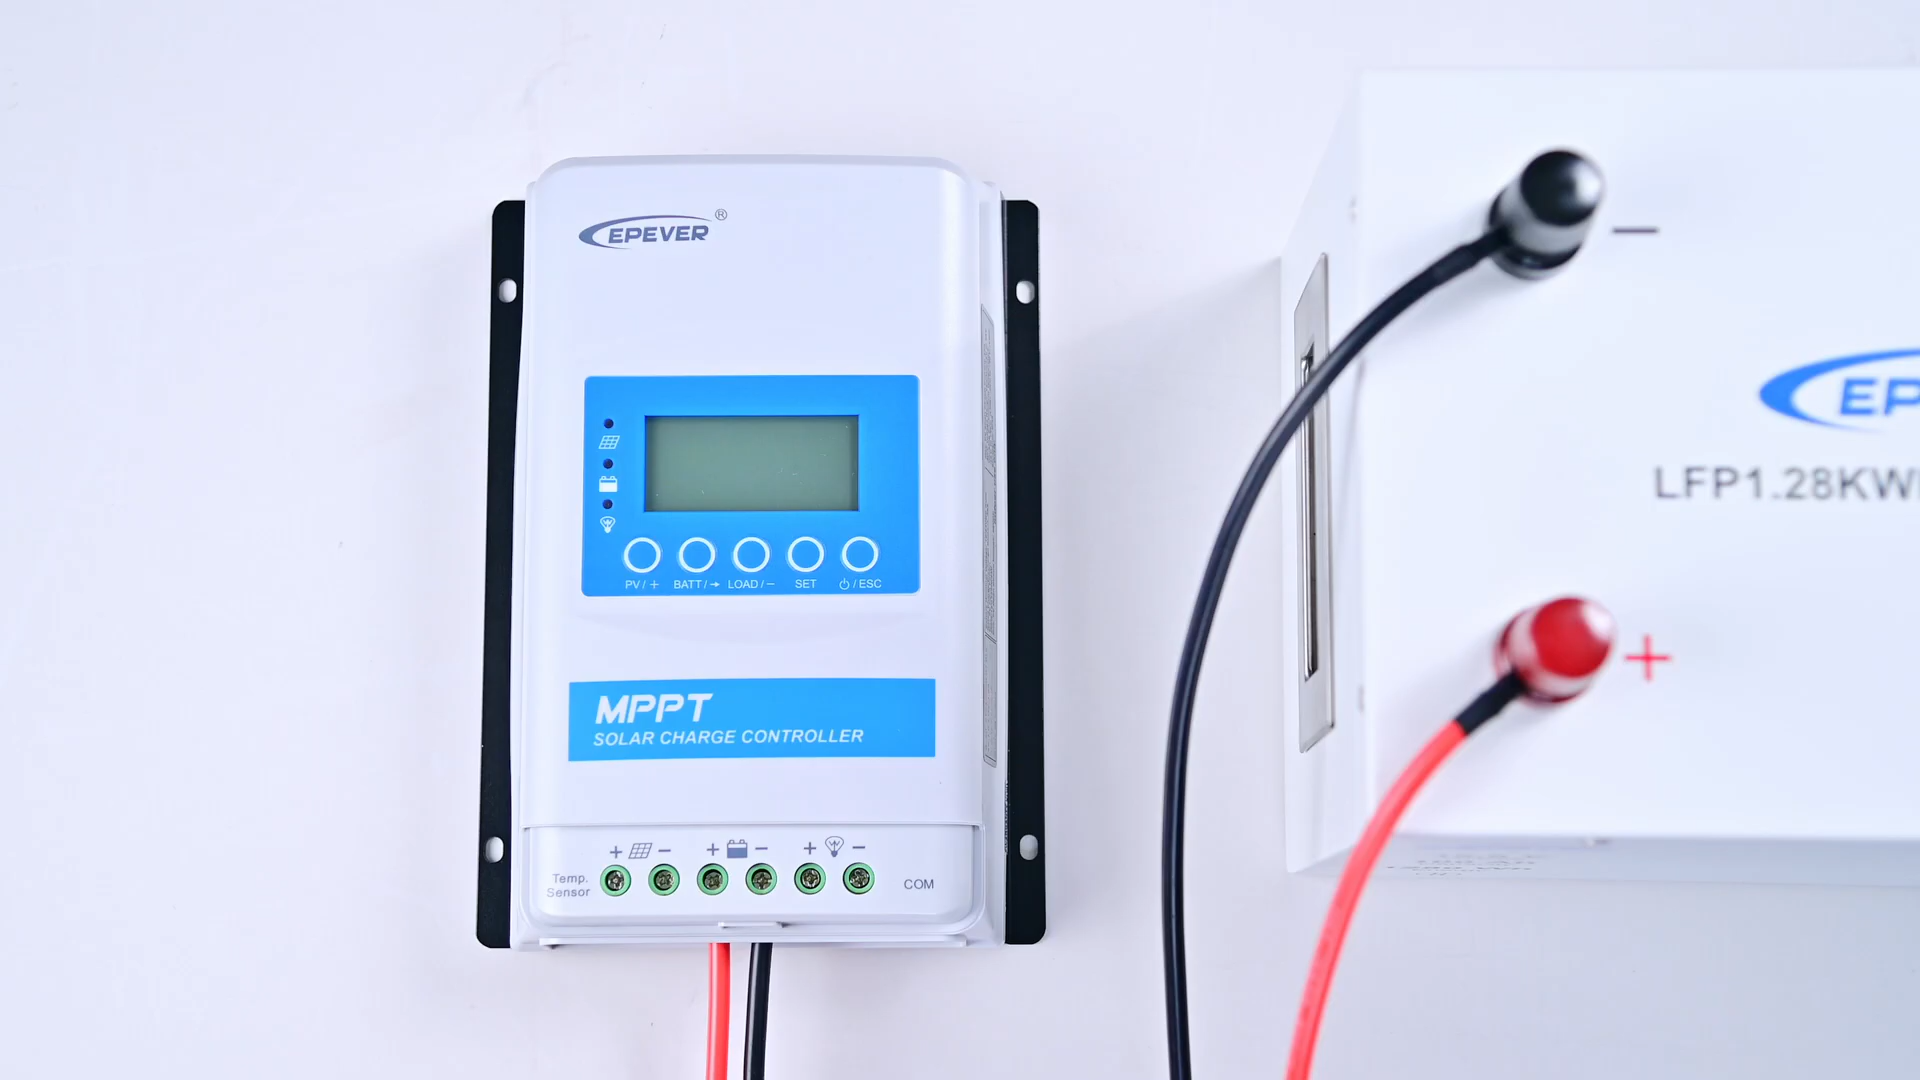 EPEVER ®
PV / +
BATT / →
LOAD / −
SET
⏻ / ESC
MPPT
SOLAR CHARGE CONTROLLER
+ −
+ −
+ −
Temp.
Sensor
COM
−
EP
LFP1.28KW
+